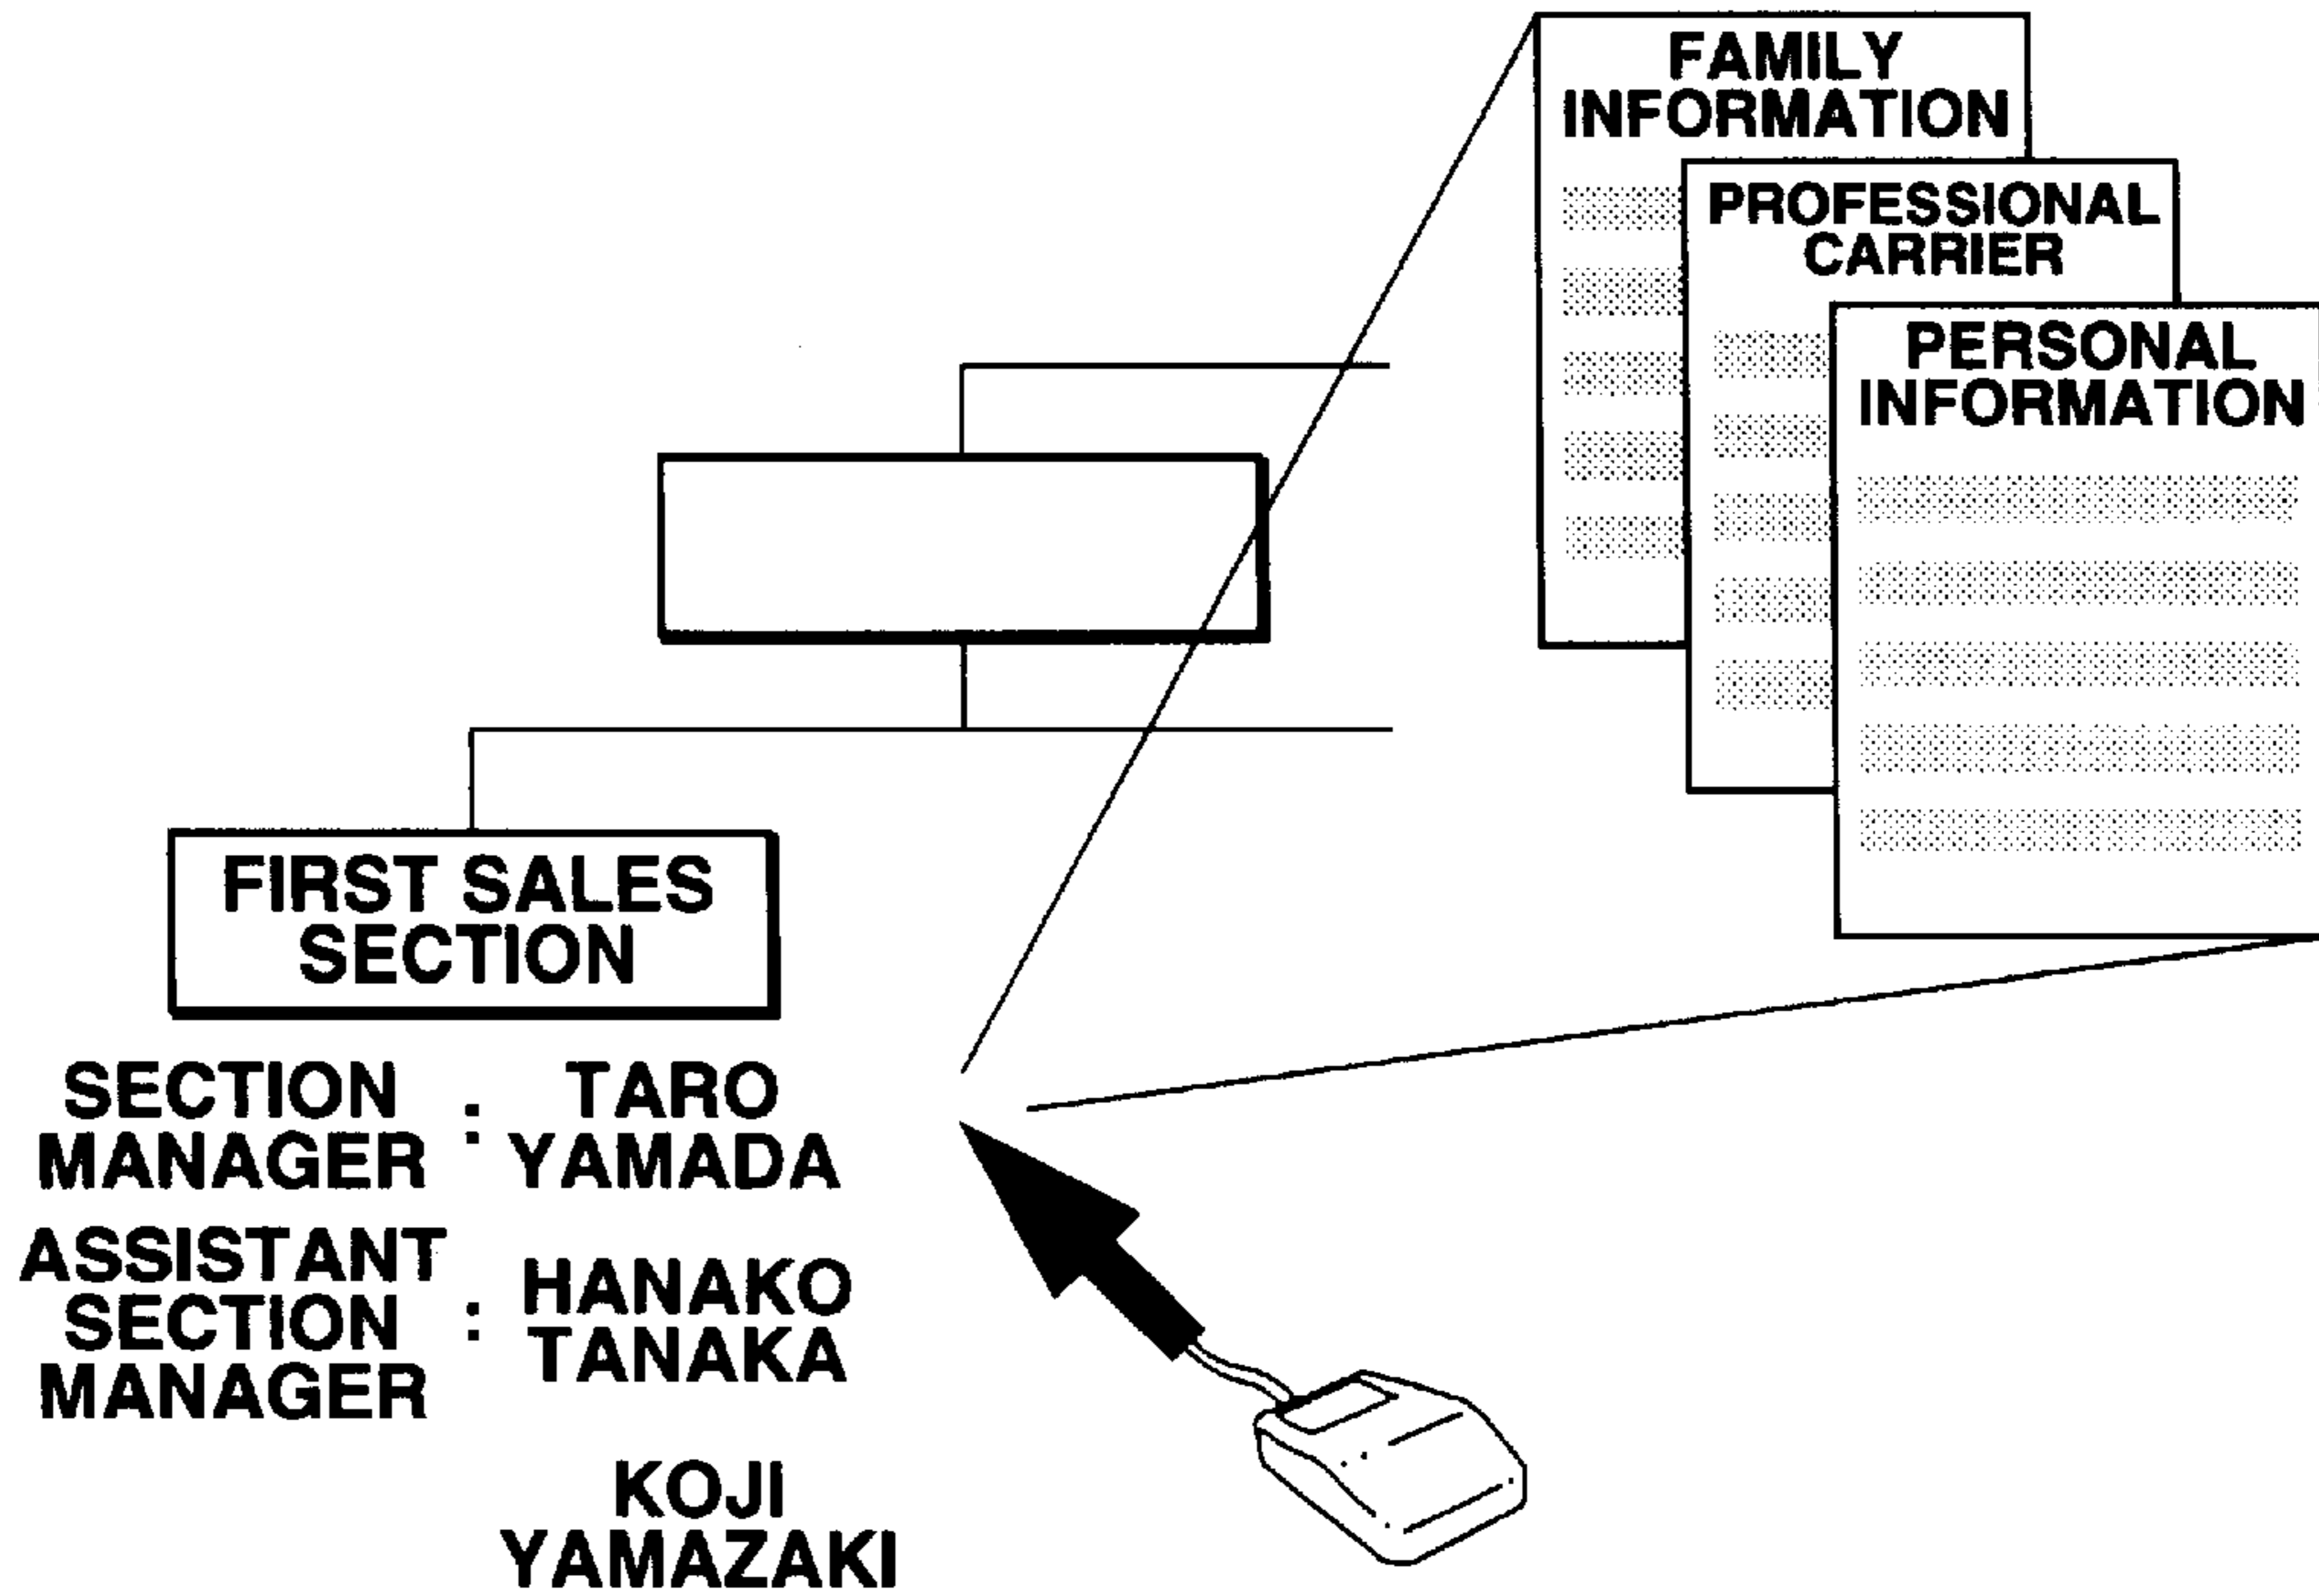 FAMILY
INFORMATION
PROFESSIONAL
CARRIER
PERSONAL
INFORMATION
FIRST SALES
SECTION
SECTION
MANAGER
:
TARO
YAMADA
ASSISTANT
SECTION
MANAGER
:
HANAKO
TANAKA
KOJI
YAMAZAKI